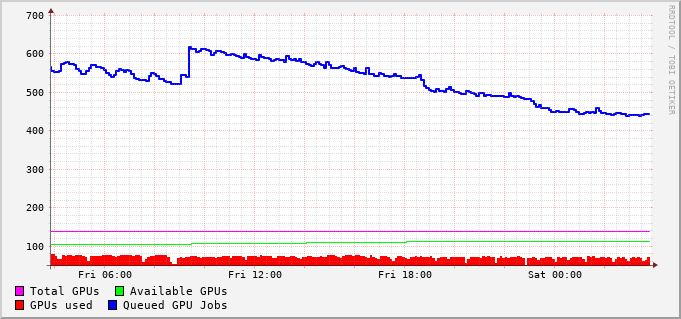 700
600
500
400
300
200
100
Fri 06:00 Fri 12:00 Fri 18:00 Sat 00:00
Total GPUs Available GPUs
GPUs used Queued GPU Jobs
RRDTOOL / TOBI OETIKER